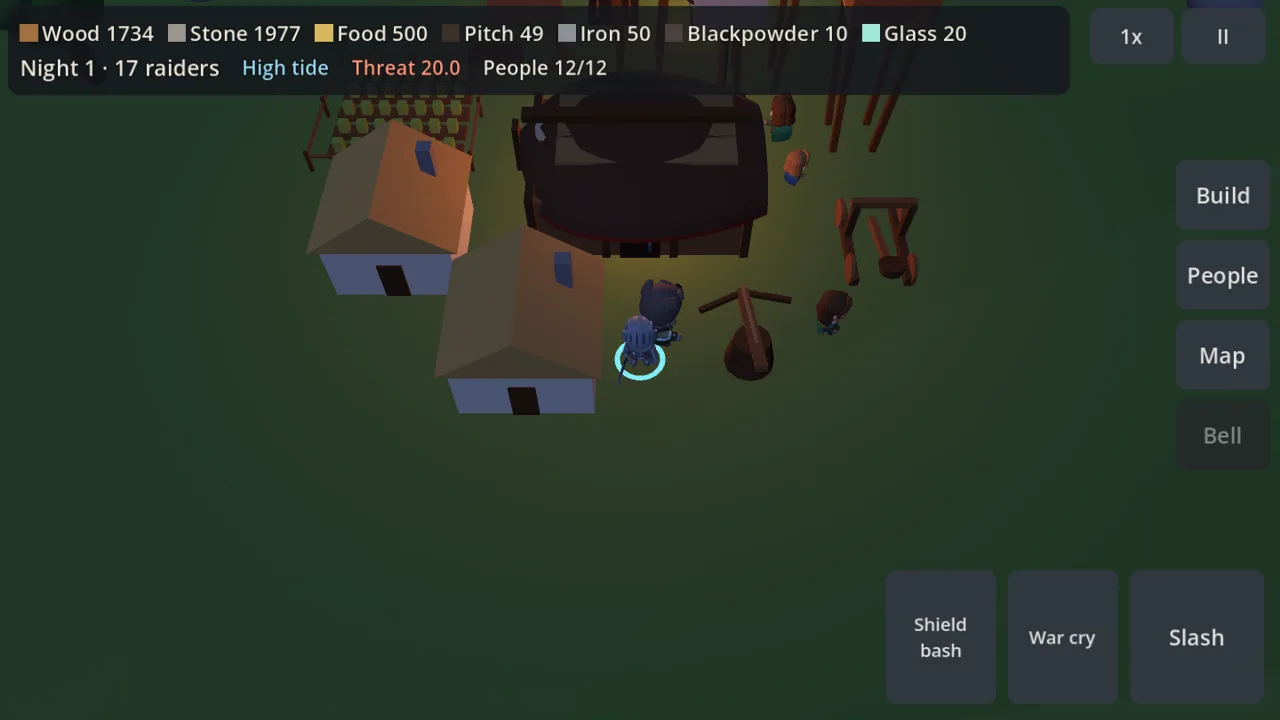 Wood 1734 Stone 1977 Food 500 Pitch 49 Iron 50 Blackpowder 10 Glass 20
Night 1 · 17 raiders High tide Threat 20.0 People 12/12
1x
II
Build
People
Map
Bell
Shield
bash
War cry
Slash